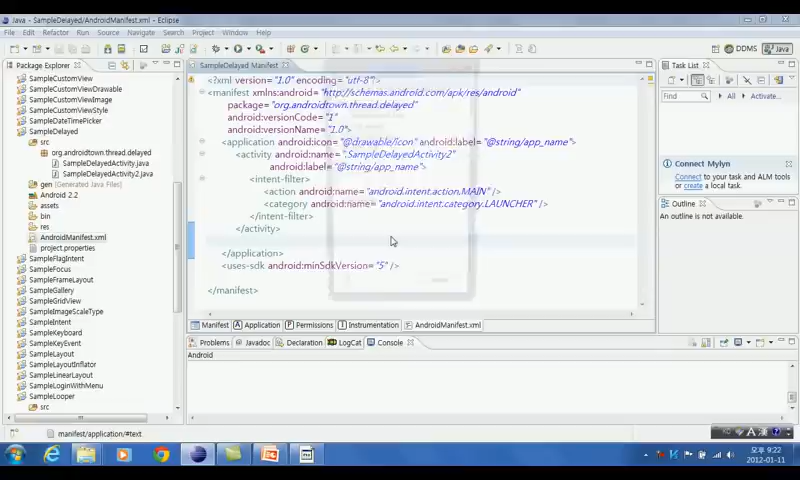 Java - SampleDelayed/AndroidManifest.xml - Eclipse
File Edit Refactor Run Source Navigate Search Project Window Help
DDMS Java
Package Explorer
SampleCustomView
SampleCustomViewDrawable
SampleCustomViewImage
SampleCustomViewStyle
SampleDateTimePicker
SampleDelayed
src
org.androidtown.thread.delayed
SampleDelayedActivity.java
SampleDelayedActivity2.java
gen [Generated Java Files]
Android 2.2
assets
bin
res
AndroidManifest.xml
project.properties
SampleFlagIntent
SampleFocus
SampleFrameLayout
SampleGallery
SampleGridView
SampleImageScaleType
SampleIntent
SampleKeyboard
SampleKeyEvent
SampleLayout
SampleLayoutInflator
SampleLinearLayout
SampleLoginWithMenu
SampleLooper
src
SampleDelayed Manifest
<?xml version="1.0" encoding="utf-8"?>
<manifest xmlns:android="http://schemas.android.com/apk/res/android"
package="org.androidtown.thread.delayed"
android:versionCode="1"
android:versionName="1.0">
<application android:icon="@drawable/icon" android:label="@string/app_name">
<activity android:name=".SampleDelayedActivity2"
android:label="@string/app_name">
<intent-filter>
<action android:name="android.intent.action.MAIN" />
<category android:name="android.intent.category.LAUNCHER" />
</intent-filter>
</activity>
</application>
<uses-sdk android:minSdkVersion="5" />
</manifest>
Manifest Application Permissions Instrumentation AndroidManifest.xml
Problems Javadoc Declaration LogCat Console
Android
Task List
Find All Activate...
Connect Mylyn
Connect to your task and ALM tools
or create a local task.
Outline
An outline is not available.
manifest/application/#text
A 漢
오후 9:22
2012-01-11